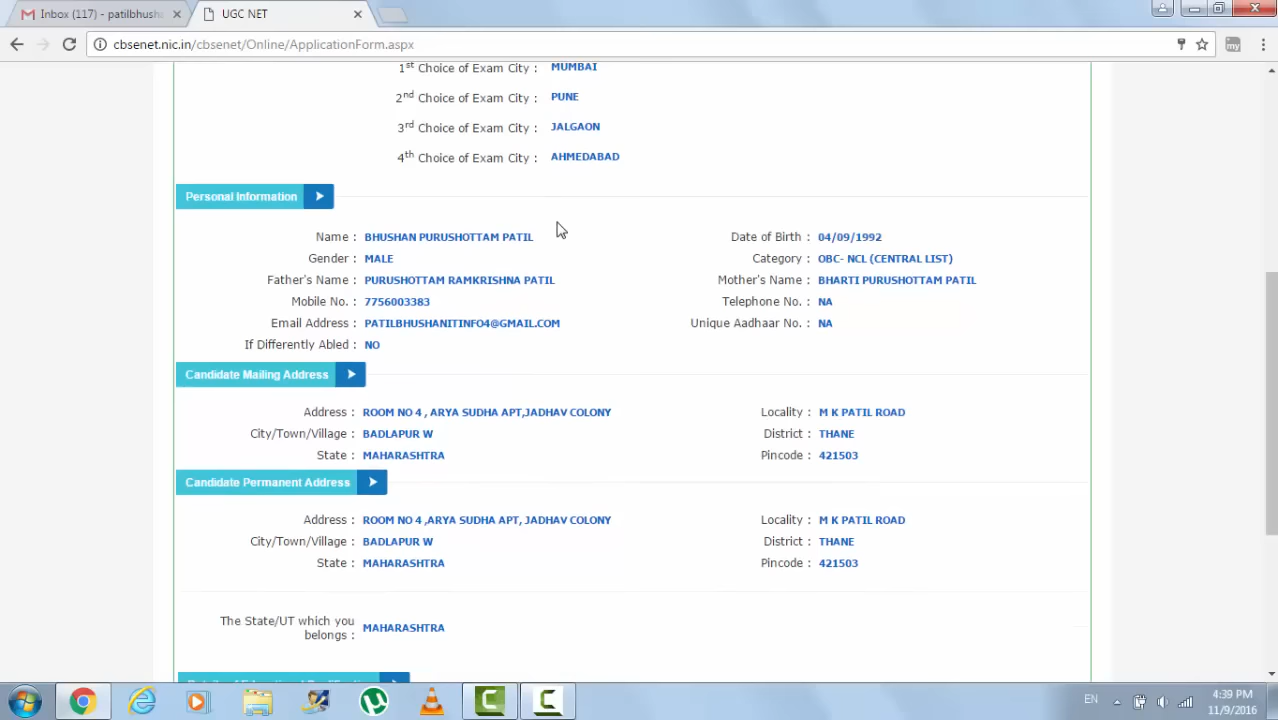 Inbox (117) - patilbhush
UGC NET
cbsenet.nic.in/cbsenet/Online/ApplicationForm.aspx
my
1st Choice of Exam City : MUMBAI
2nd Choice of Exam City : PUNE
3rd Choice of Exam City : JALGAON
4th Choice of Exam City : AHMEDABAD
Personal Information
Name : BHUSHAN PURUSHOTTAM PATIL Date of Birth : 04/09/1992
Gender : MALE Category : OBC- NCL (CENTRAL LIST)
Father's Name : PURUSHOTTAM RAMKRISHNA PATIL Mother's Name : BHARTI PURUSHOTTAM PATIL
Mobile No. : 7756003383 Telephone No. : NA
Email Address : PATILBHUSHANITINFO4@GMAIL.COM Unique Aadhaar No. : NA
If Differently Abled : NO
Candidate Mailing Address
Address : ROOM NO 4 , ARYA SUDHA APT,JADHAV COLONY Locality : M K PATIL ROAD
City/Town/Village : BADLAPUR W District : THANE
State : MAHARASHTRA Pincode : 421503
Candidate Permanent Address
Address : ROOM NO 4 ,ARYA SUDHA APT, JADHAV COLONY Locality : M K PATIL ROAD
City/Town/Village : BADLAPUR W District : THANE
State : MAHARASHTRA Pincode : 421503
The State/UT which you
belongs : MAHARASHTRA
EN
4:39 PM
11/9/2016